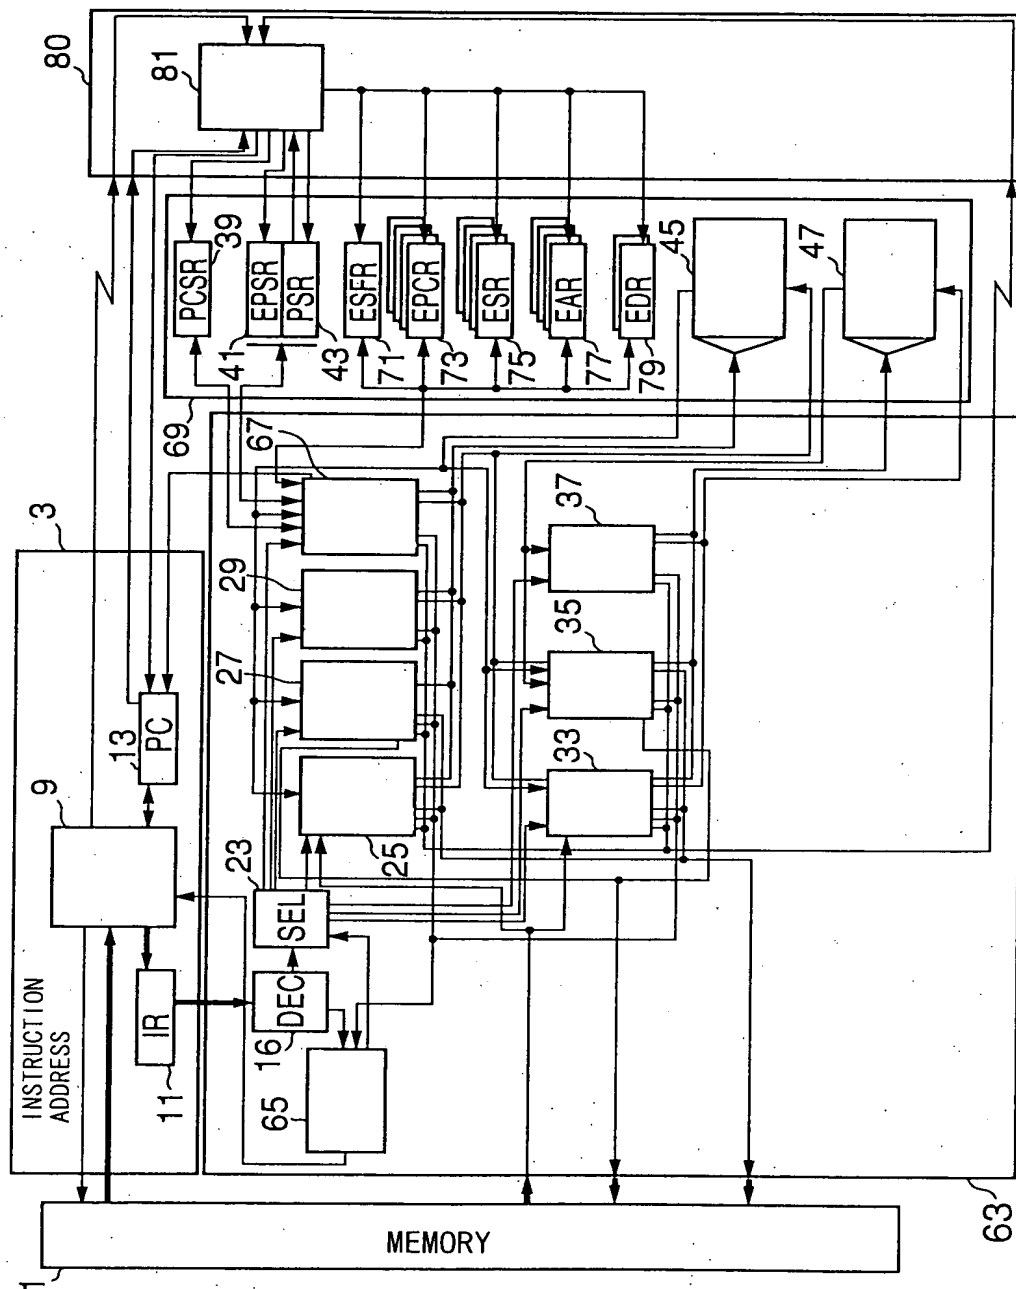 80
81
PCSR
39
EPSR
41
PSR
43
ESFR
71
EPCR
73
ESR
75
EAR
77
EDR
79
45
47
69
67
3
29
37
27
35
13
PC
33
9
23
25
SEL
DEC
16
IR
11
65
INSTRUCTION
ADDRESS
63
MEMORY
1